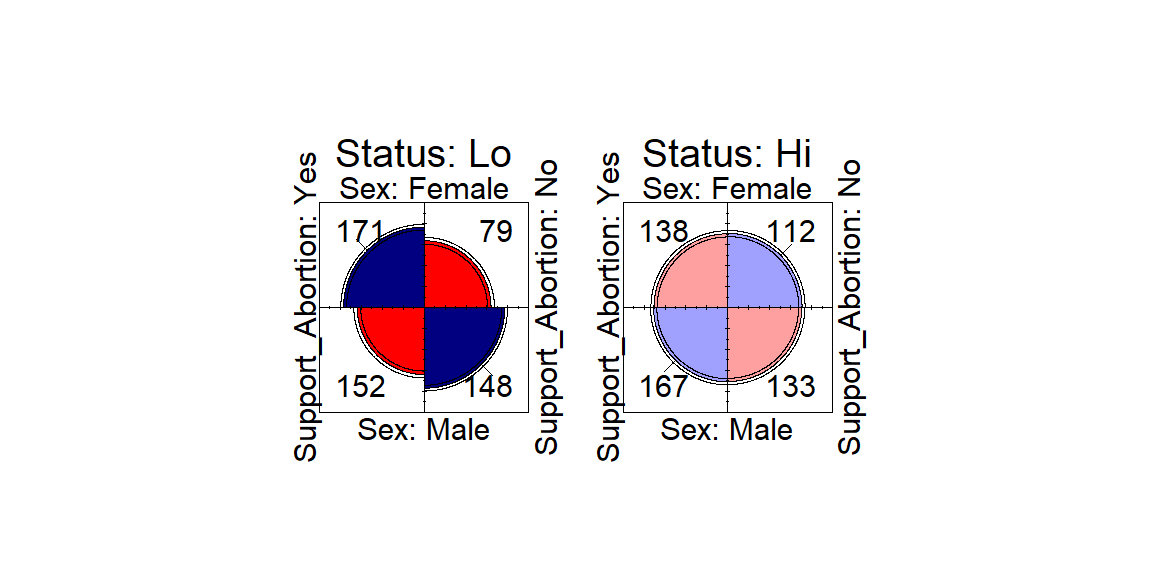 Status: Lo
Sex: Female
Support_Abortion: Yes
171
79
Support_Abortion: No
152
148
Sex: Male
Status: Hi
Sex: Female
Support_Abortion: Yes
138
112
Support_Abortion: No
167
133
Sex: Male